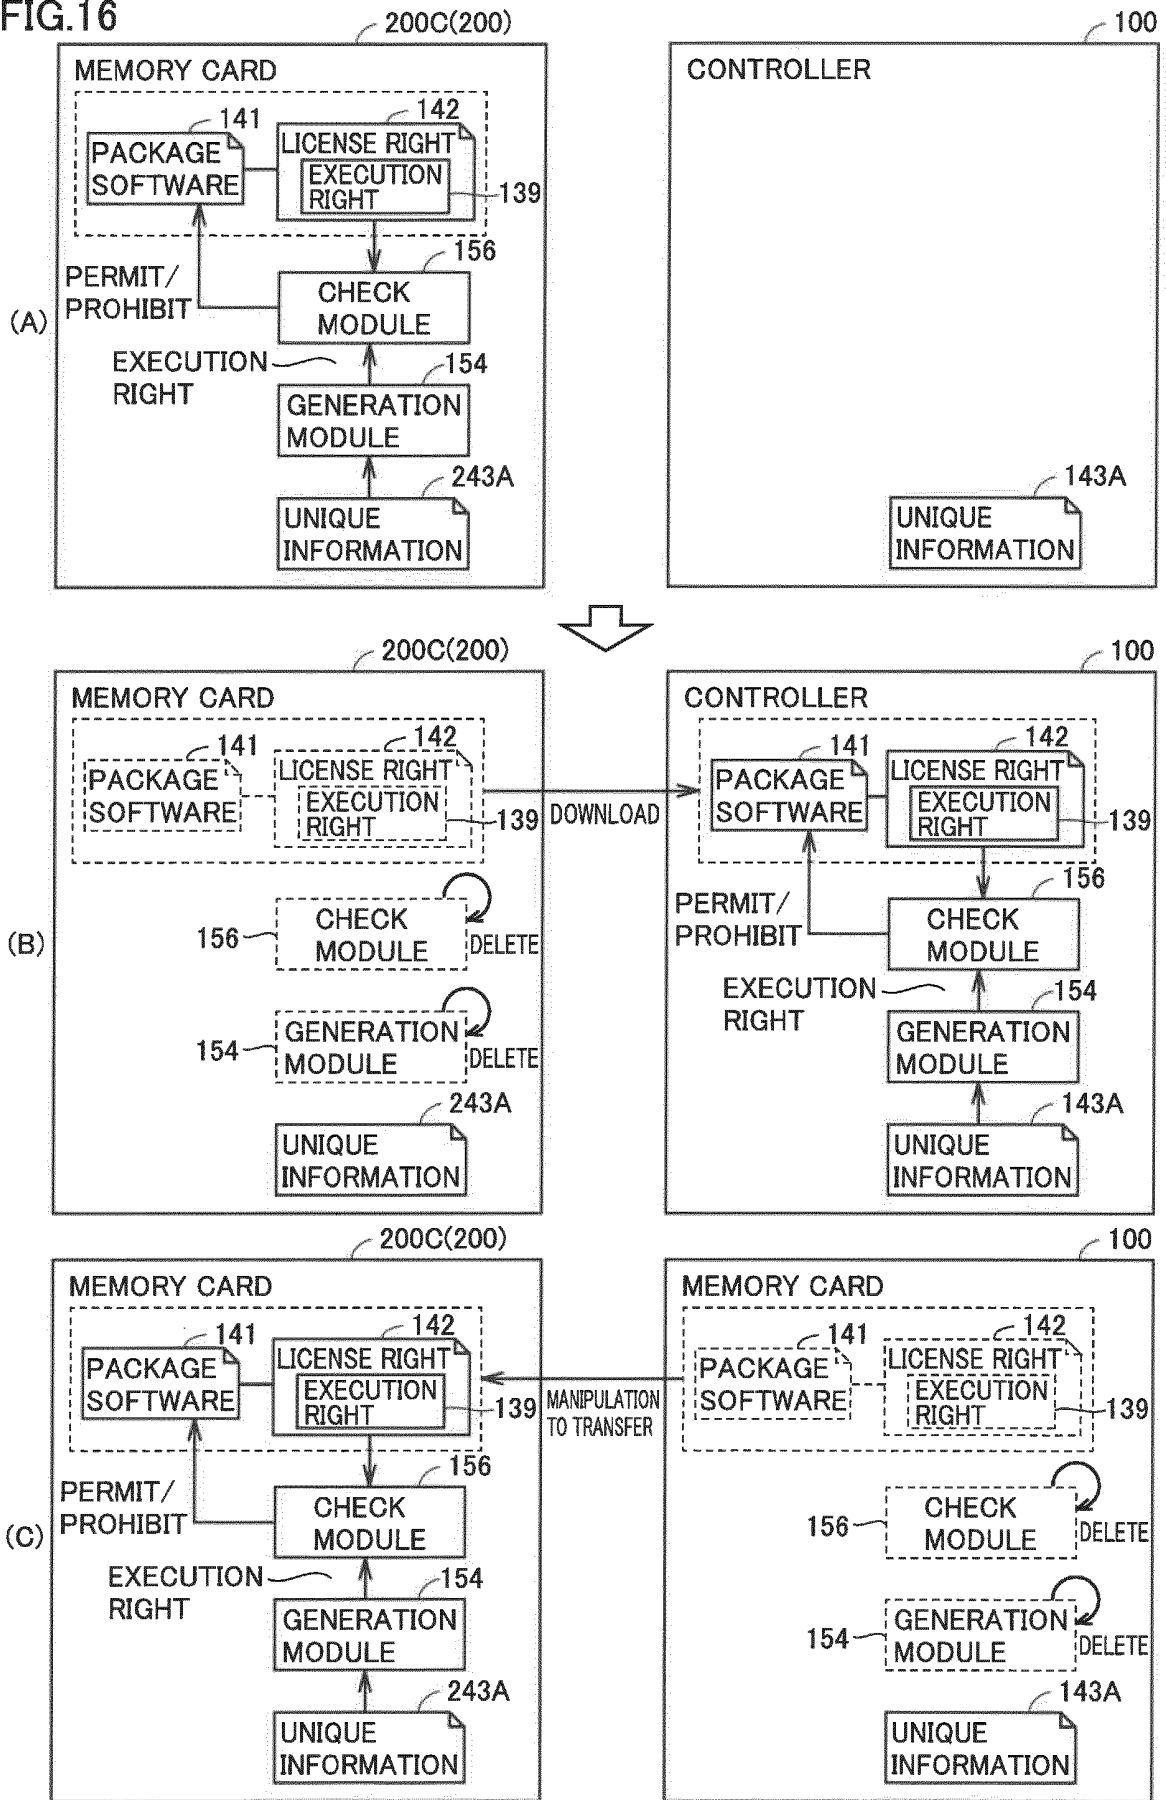 FIG.16
200C(200)
MEMORY CARD
141
142
PACKAGE
SOFTWARE
LICENSE RIGHT
EXECUTION
RIGHT
139
156
PERMIT/
PROHIBIT
CHECK
MODULE
(A)
EXECUTION
RIGHT
154
GENERATION
MODULE
243A
UNIQUE
INFORMATION
100
CONTROLLER
143A
UNIQUE
INFORMATION
200C(200)
MEMORY CARD
141
142
PACKAGE
SOFTWARE
LICENSE RIGHT
EXECUTION
RIGHT
139
DOWNLOAD
(B)
156
CHECK
MODULE
DELETE
154
GENERATION
MODULE
DELETE
243A
UNIQUE
INFORMATION
100
CONTROLLER
141
142
PACKAGE
SOFTWARE
LICENSE RIGHT
EXECUTION
RIGHT
139
156
PERMIT/
PROHIBIT
CHECK
MODULE
EXECUTION
RIGHT
154
GENERATION
MODULE
143A
UNIQUE
INFORMATION
200C(200)
MEMORY CARD
141
142
PACKAGE
SOFTWARE
LICENSE RIGHT
EXECUTION
RIGHT
139
MANIPULATION
TO TRANSFER
156
PERMIT/
PROHIBIT
CHECK
MODULE
(C)
EXECUTION
RIGHT
154
GENERATION
MODULE
243A
UNIQUE
INFORMATION
100
MEMORY CARD
141
142
PACKAGE
SOFTWARE
LICENSE RIGHT
EXECUTION
RIGHT
139
156
CHECK
MODULE
DELETE
154
GENERATION
MODULE
DELETE
143A
UNIQUE
INFORMATION